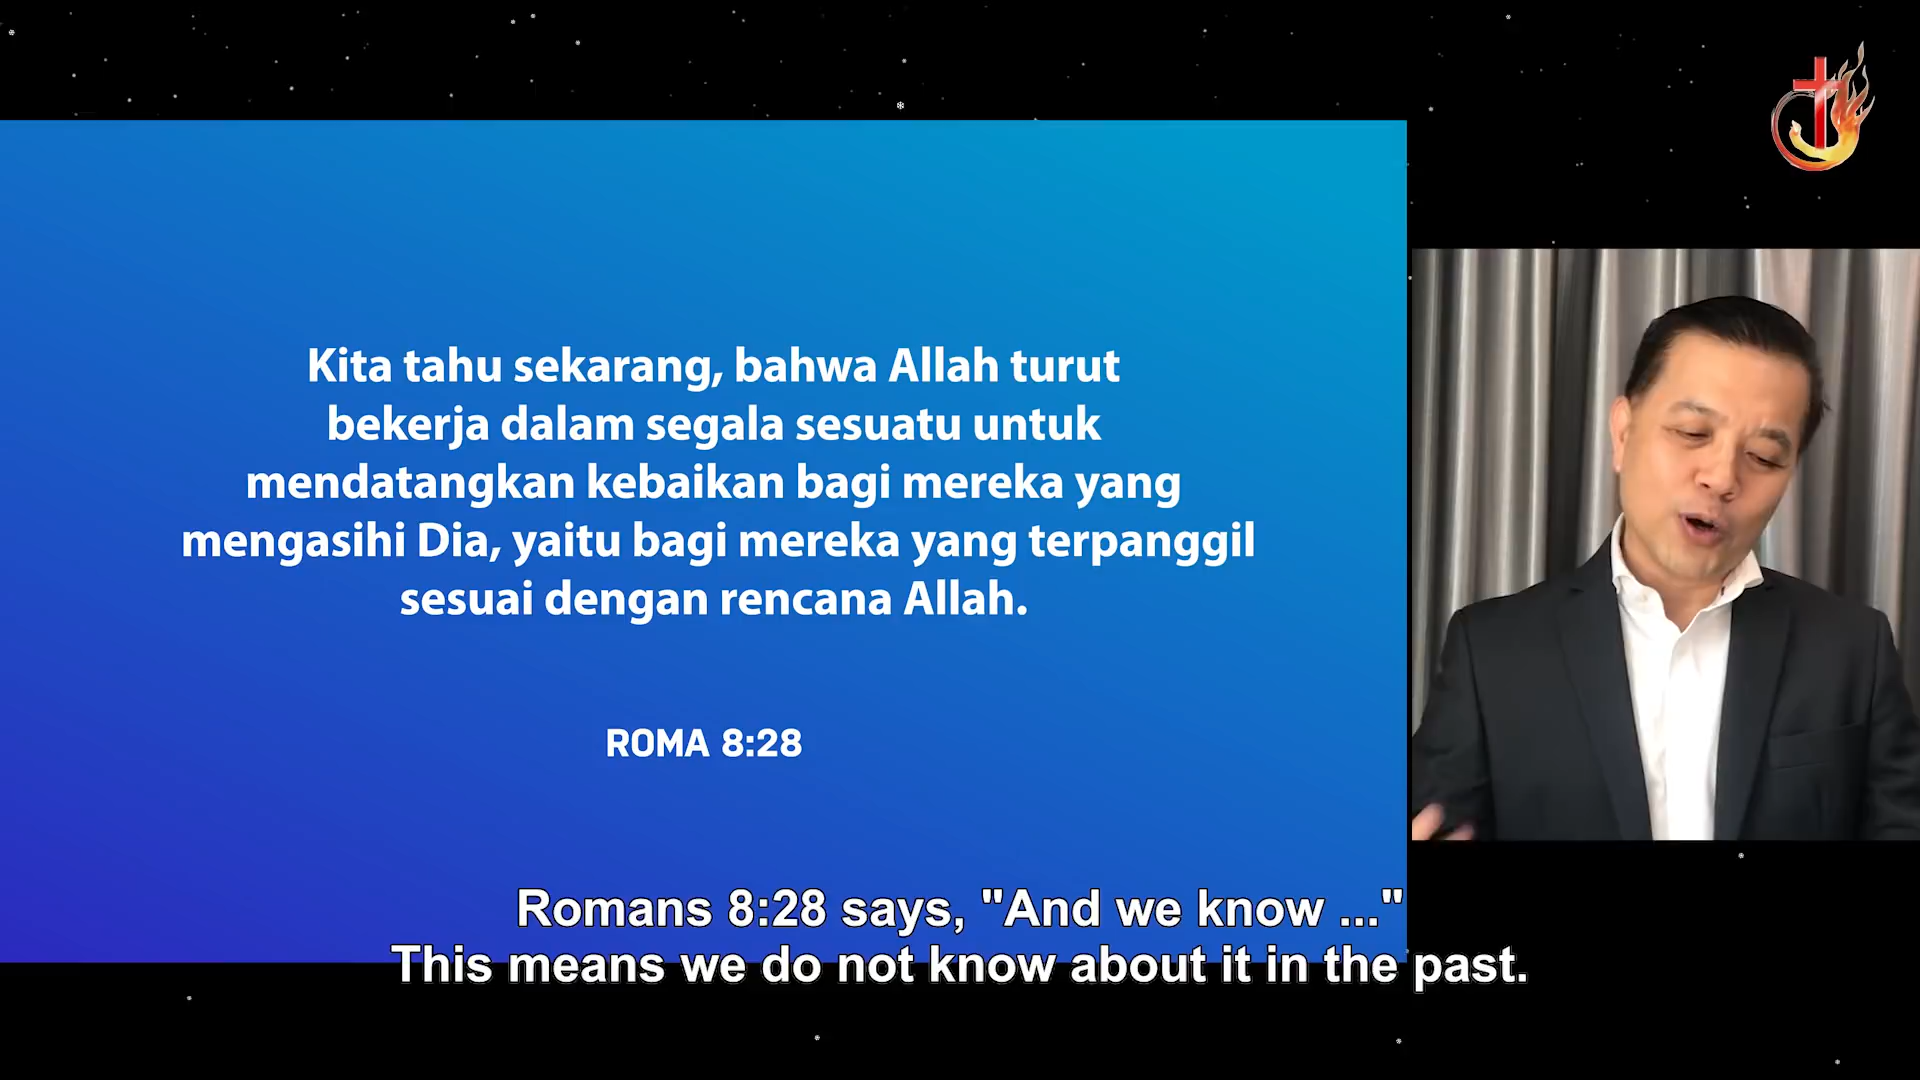 Kita tahu sekarang, bahwa Allah turut
bekerja dalam segala sesuatu untuk
mendatangkan kebaikan bagi mereka yang
mengasihi Dia, yaitu bagi mereka yang terpanggil
sesuai dengan rencana Allah.
ROMA 8:28
Romans 8:28 says, "And we know ..."
This means we do not know about it in the past.